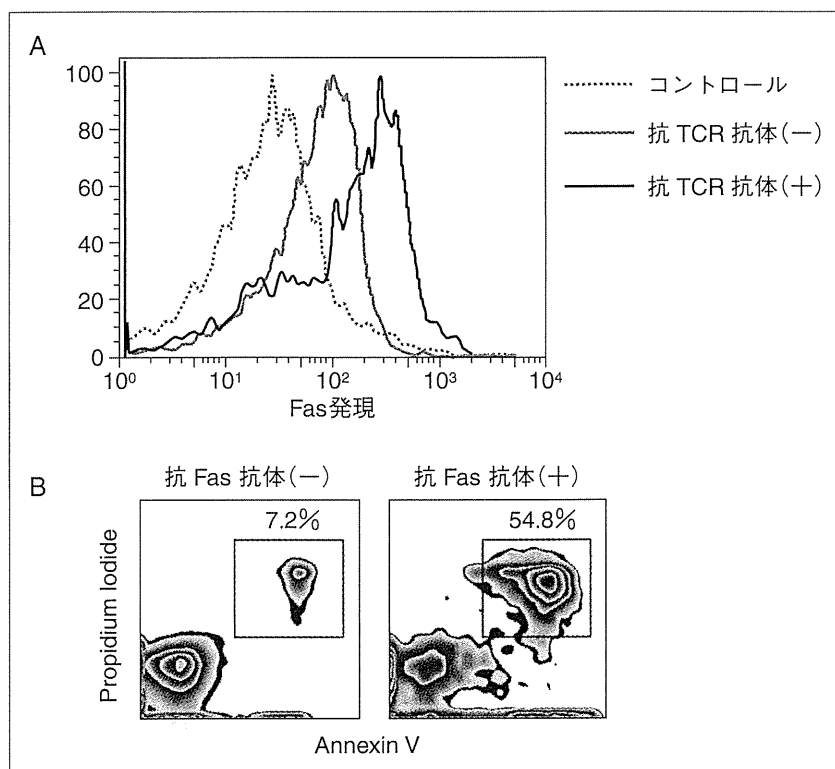 A
100
80
60
40
20
0
10⁰ 10¹ 10² 10³ 10⁴
Fas発現
コントロール
抗 TCR 抗体(−)
抗 TCR 抗体(+)
B
抗 Fas 抗体(−) 抗 Fas 抗体(+)
7.2% 54.8%
Propidium Iodide
Annexin V